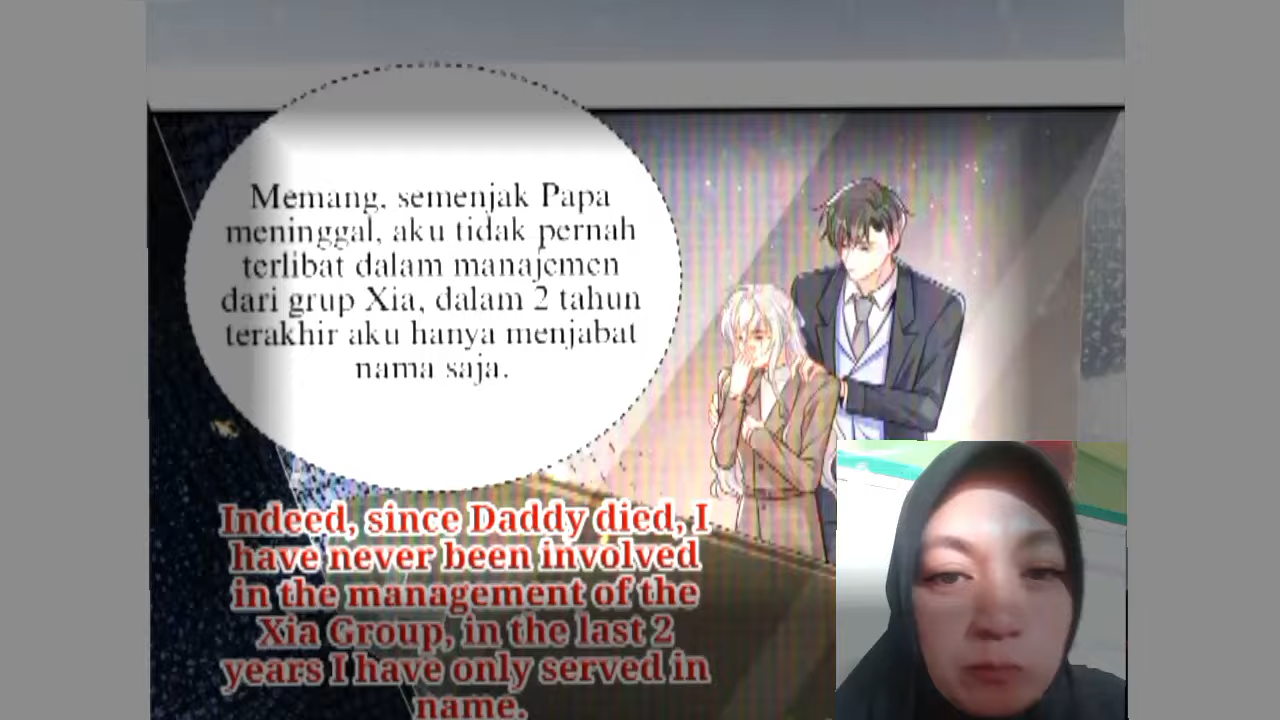 Memang, semenjak Papa
meninggal, aku tidak pernah
terlibat dalam manajemen
dari grup Xia, dalam 2 tahun
terakhir aku hanya menjabat
nama saja.
Indeed, since Daddy died, I
have never been involved
in the management of the
Xia Group, in the last 2
years I have only served in
name.